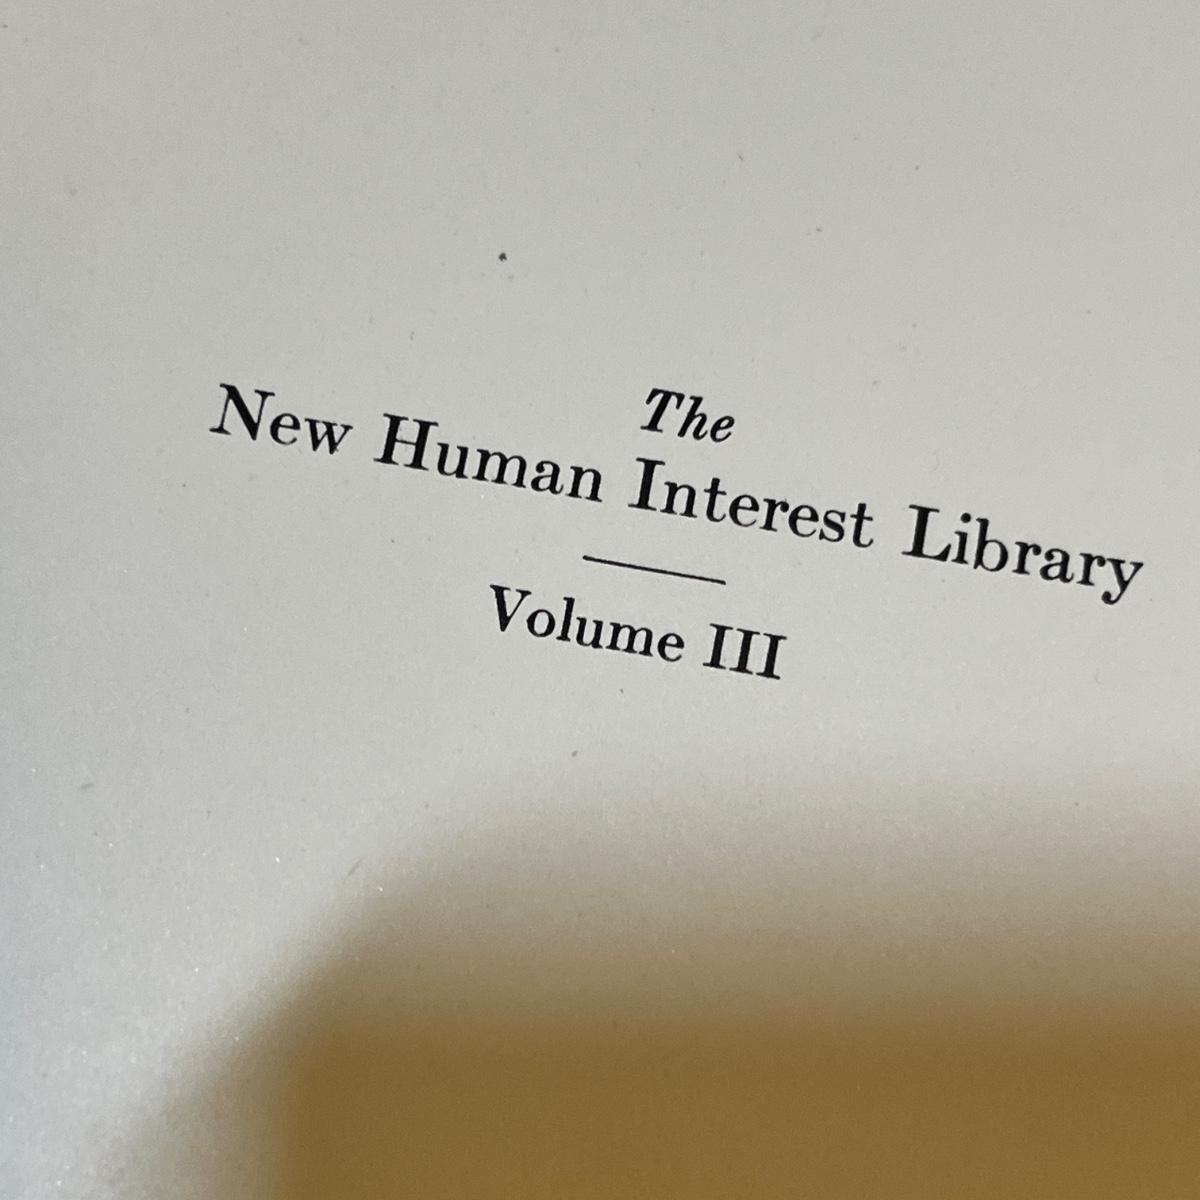 The
New Human Interest Library
Volume III